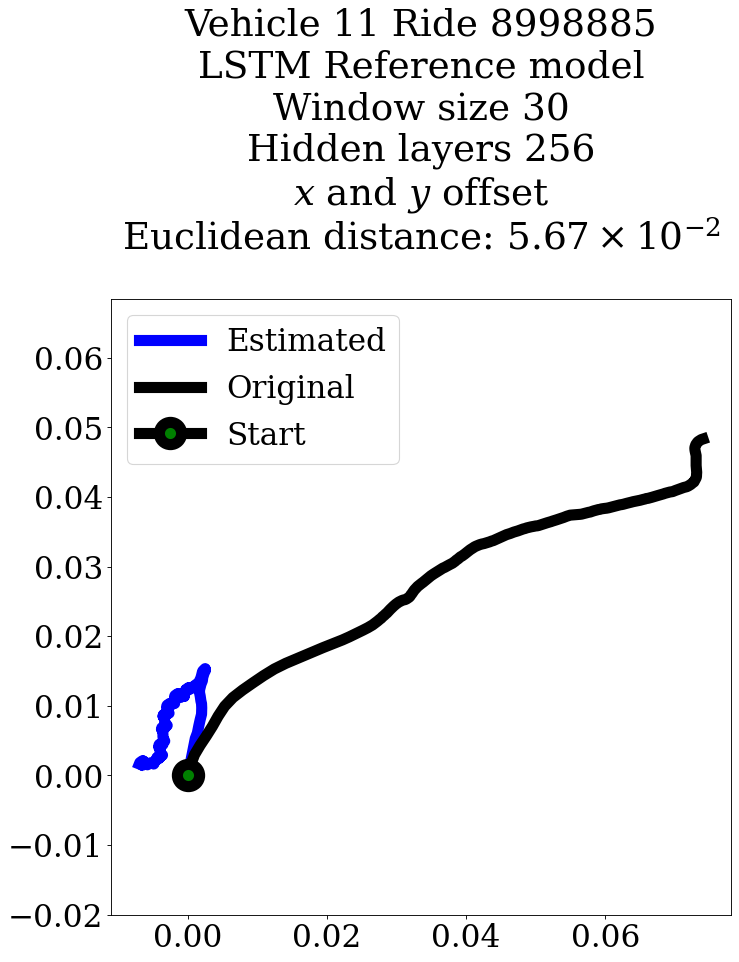 Vehicle 11 Ride 8998885
LSTM Reference model
Window size 30
Hidden layers 256
x and y offset
Euclidean distance: 5.67 × 10⁻²
Estimated
Original
Start
0.06
0.05
0.04
0.03
0.02
0.01
0.00
−0.01
−0.02
0.00 0.02 0.04 0.06